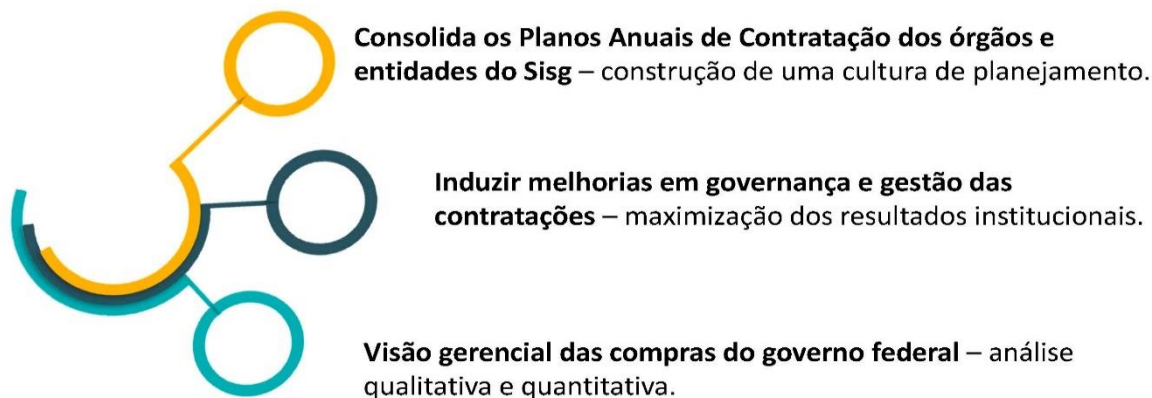 Consolida os Planos Anuais de Contratação dos órgãos e
entidades do Sisg – construção de uma cultura de planejamento.
Induzir melhorias em governança e gestão das
contratações – maximização dos resultados institucionais.
Visão gerencial das compras do governo federal – análise
qualitativa e quantitativa.